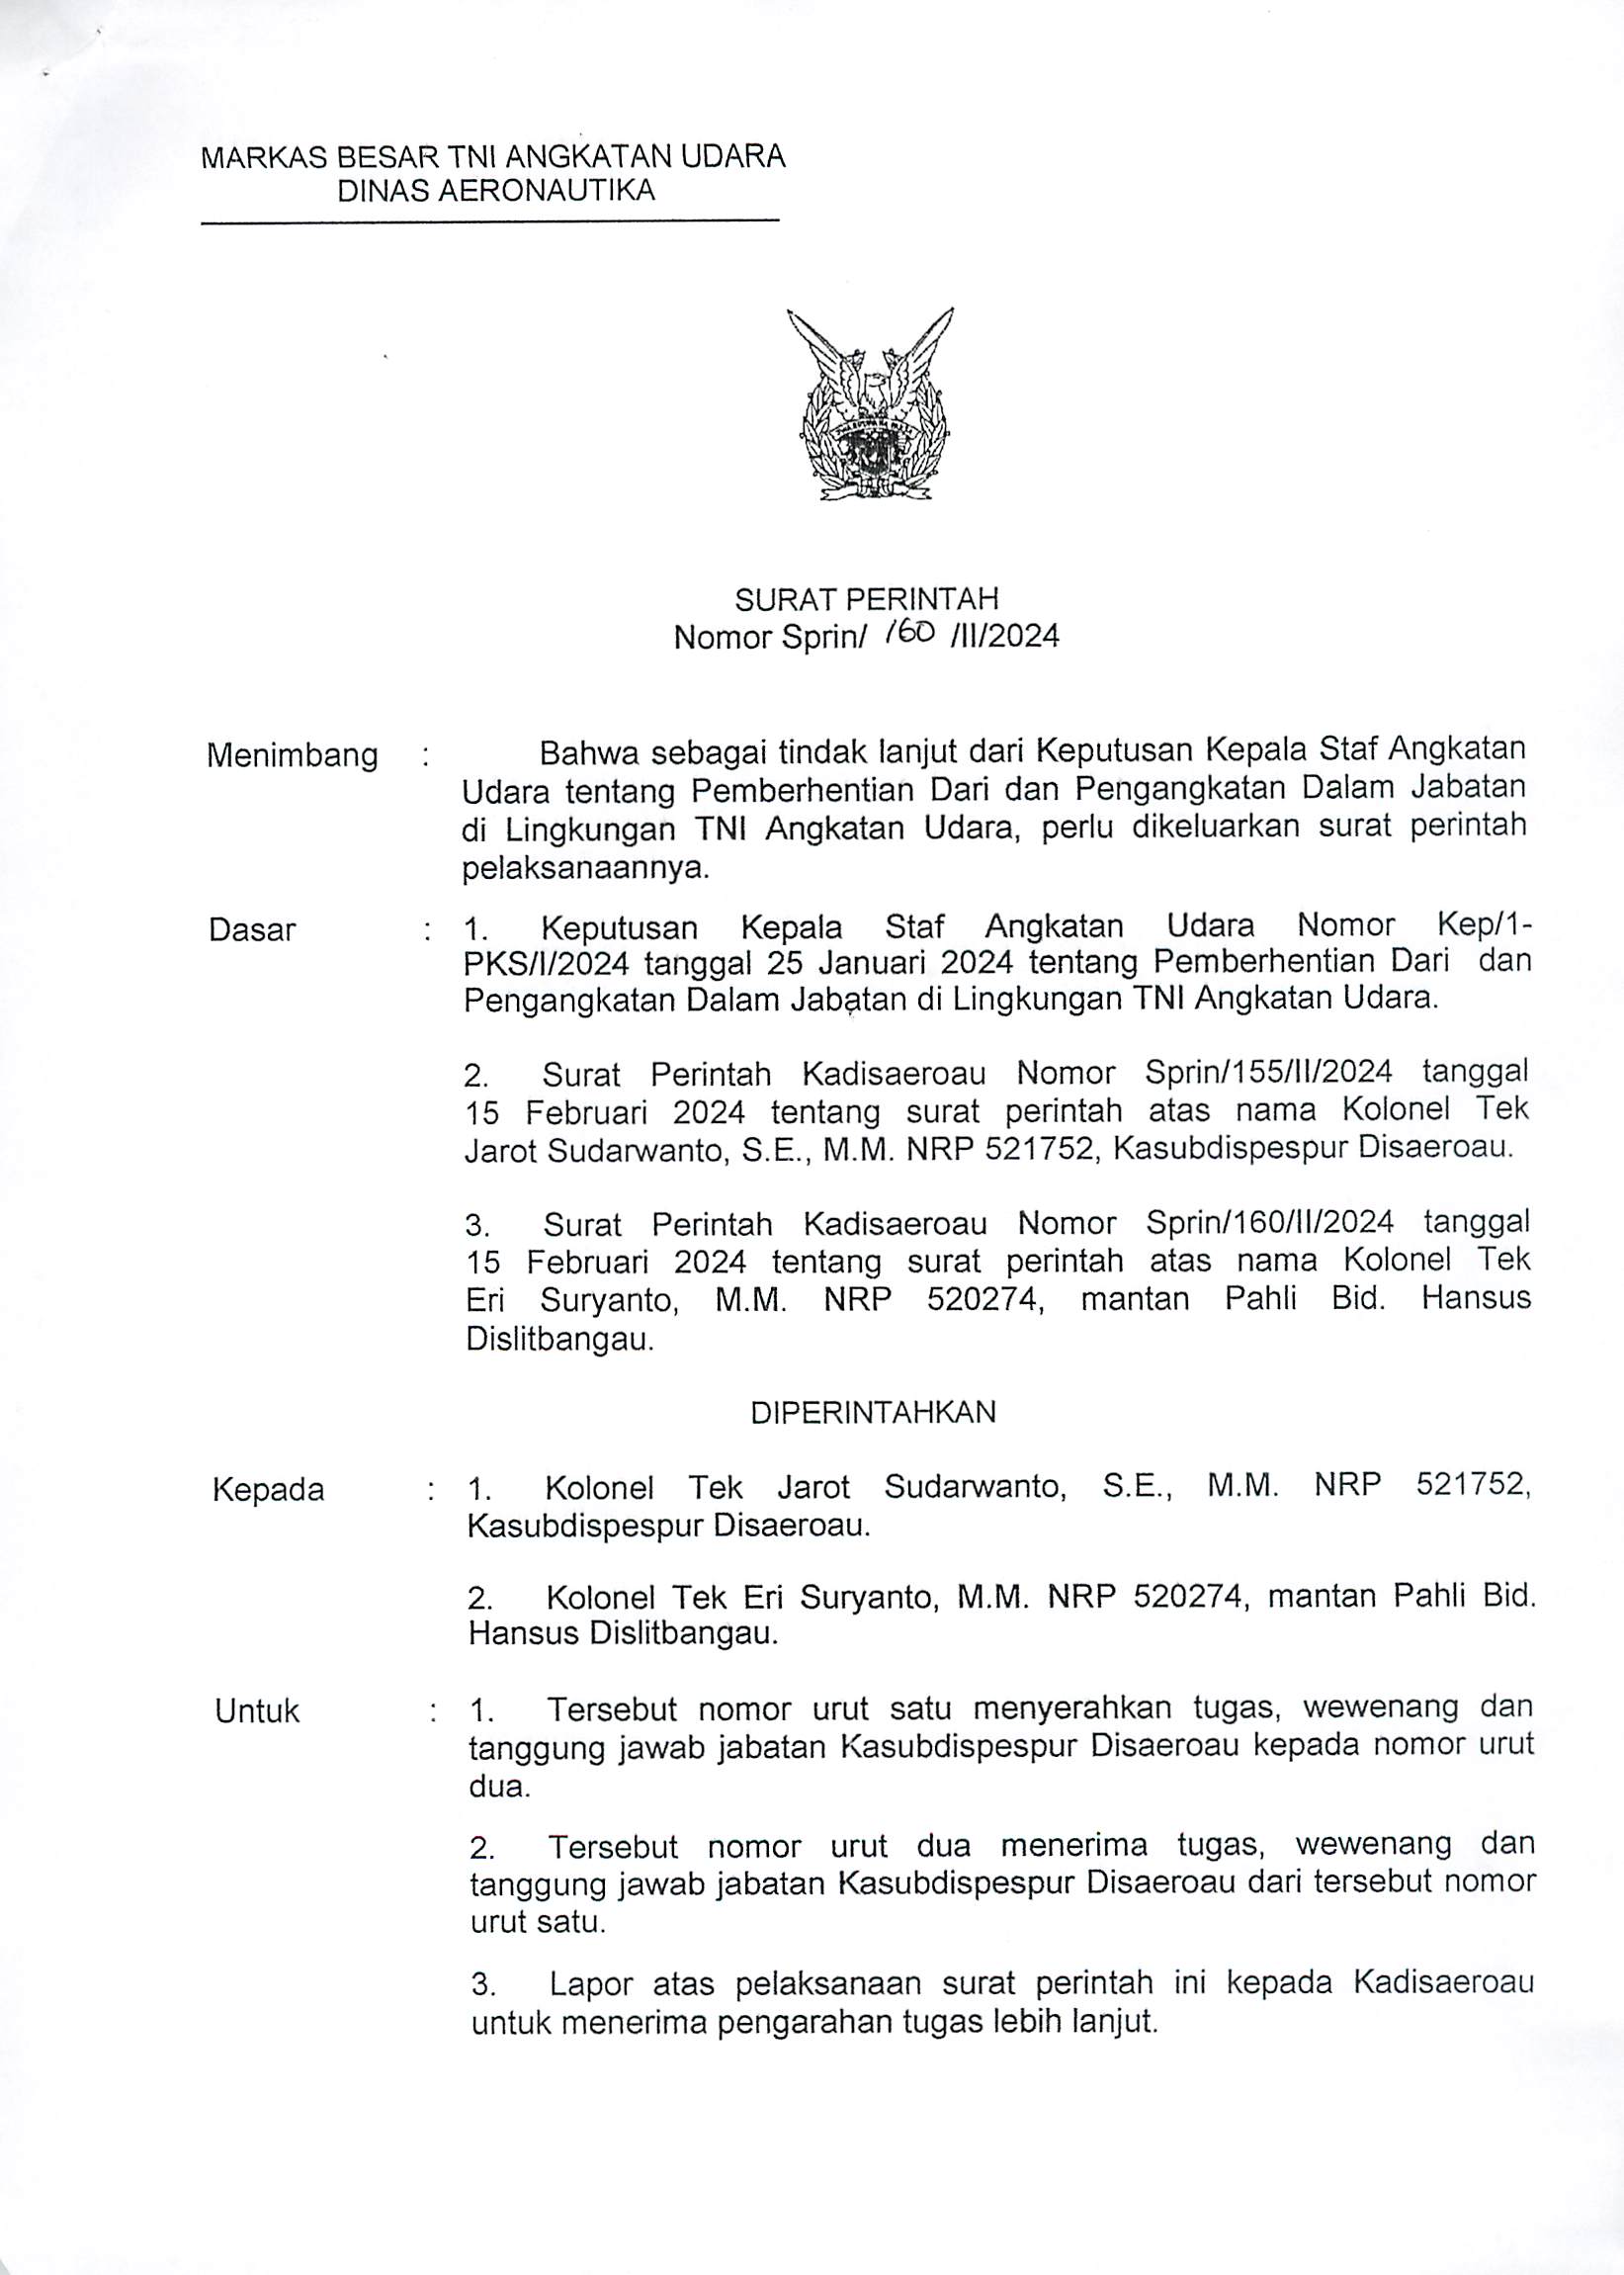 MARKAS BESAR TNI ANGKATAN UDARA
DINAS AERONAUTIKA
SURAT PERINTAH
Nomor Sprin/ 160 /II/2024
Menimbang : Bahwa sebagai tindak lanjut dari Keputusan Kepala Staf Angkatan
Udara tentang Pemberhentian Dari dan Pengangkatan Dalam Jabatan
di Lingkungan TNI Angkatan Udara, perlu dikeluarkan surat perintah
pelaksanaannya.
Dasar : 1. Keputusan Kepala Staf Angkatan Udara Nomor Kep/1-
PKS/I/2024 tanggal 25 Januari 2024 tentang Pemberhentian Dari dan
Pengangkatan Dalam Jabatan di Lingkungan TNI Angkatan Udara.
2. Surat Perintah Kadisaeroau Nomor Sprin/155/II/2024 tanggal
15 Februari 2024 tentang surat perintah atas nama Kolonel Tek
Jarot Sudarwanto, S.E., M.M. NRP 521752, Kasubdispespur Disaeroau.
3. Surat Perintah Kadisaeroau Nomor Sprin/160/II/2024 tanggal
15 Februari 2024 tentang surat perintah atas nama Kolonel Tek
Eri Suryanto, M.M. NRP 520274, mantan Pahli Bid. Hansus
Dislitbangau.
DIPERINTAHKAN
Kepada : 1. Kolonel Tek Jarot Sudarwanto, S.E., M.M. NRP 521752,
Kasubdispespur Disaeroau.
2. Kolonel Tek Eri Suryanto, M.M. NRP 520274, mantan Pahli Bid.
Hansus Dislitbangau.
Untuk : 1. Tersebut nomor urut satu menyerahkan tugas, wewenang dan
tanggung jawab jabatan Kasubdispespur Disaeroau kepada nomor urut
dua.
2. Tersebut nomor urut dua menerima tugas, wewenang dan
tanggung jawab jabatan Kasubdispespur Disaeroau dari tersebut nomor
urut satu.
3. Lapor atas pelaksanaan surat perintah ini kepada Kadisaeroau
untuk menerima pengarahan tugas lebih lanjut.